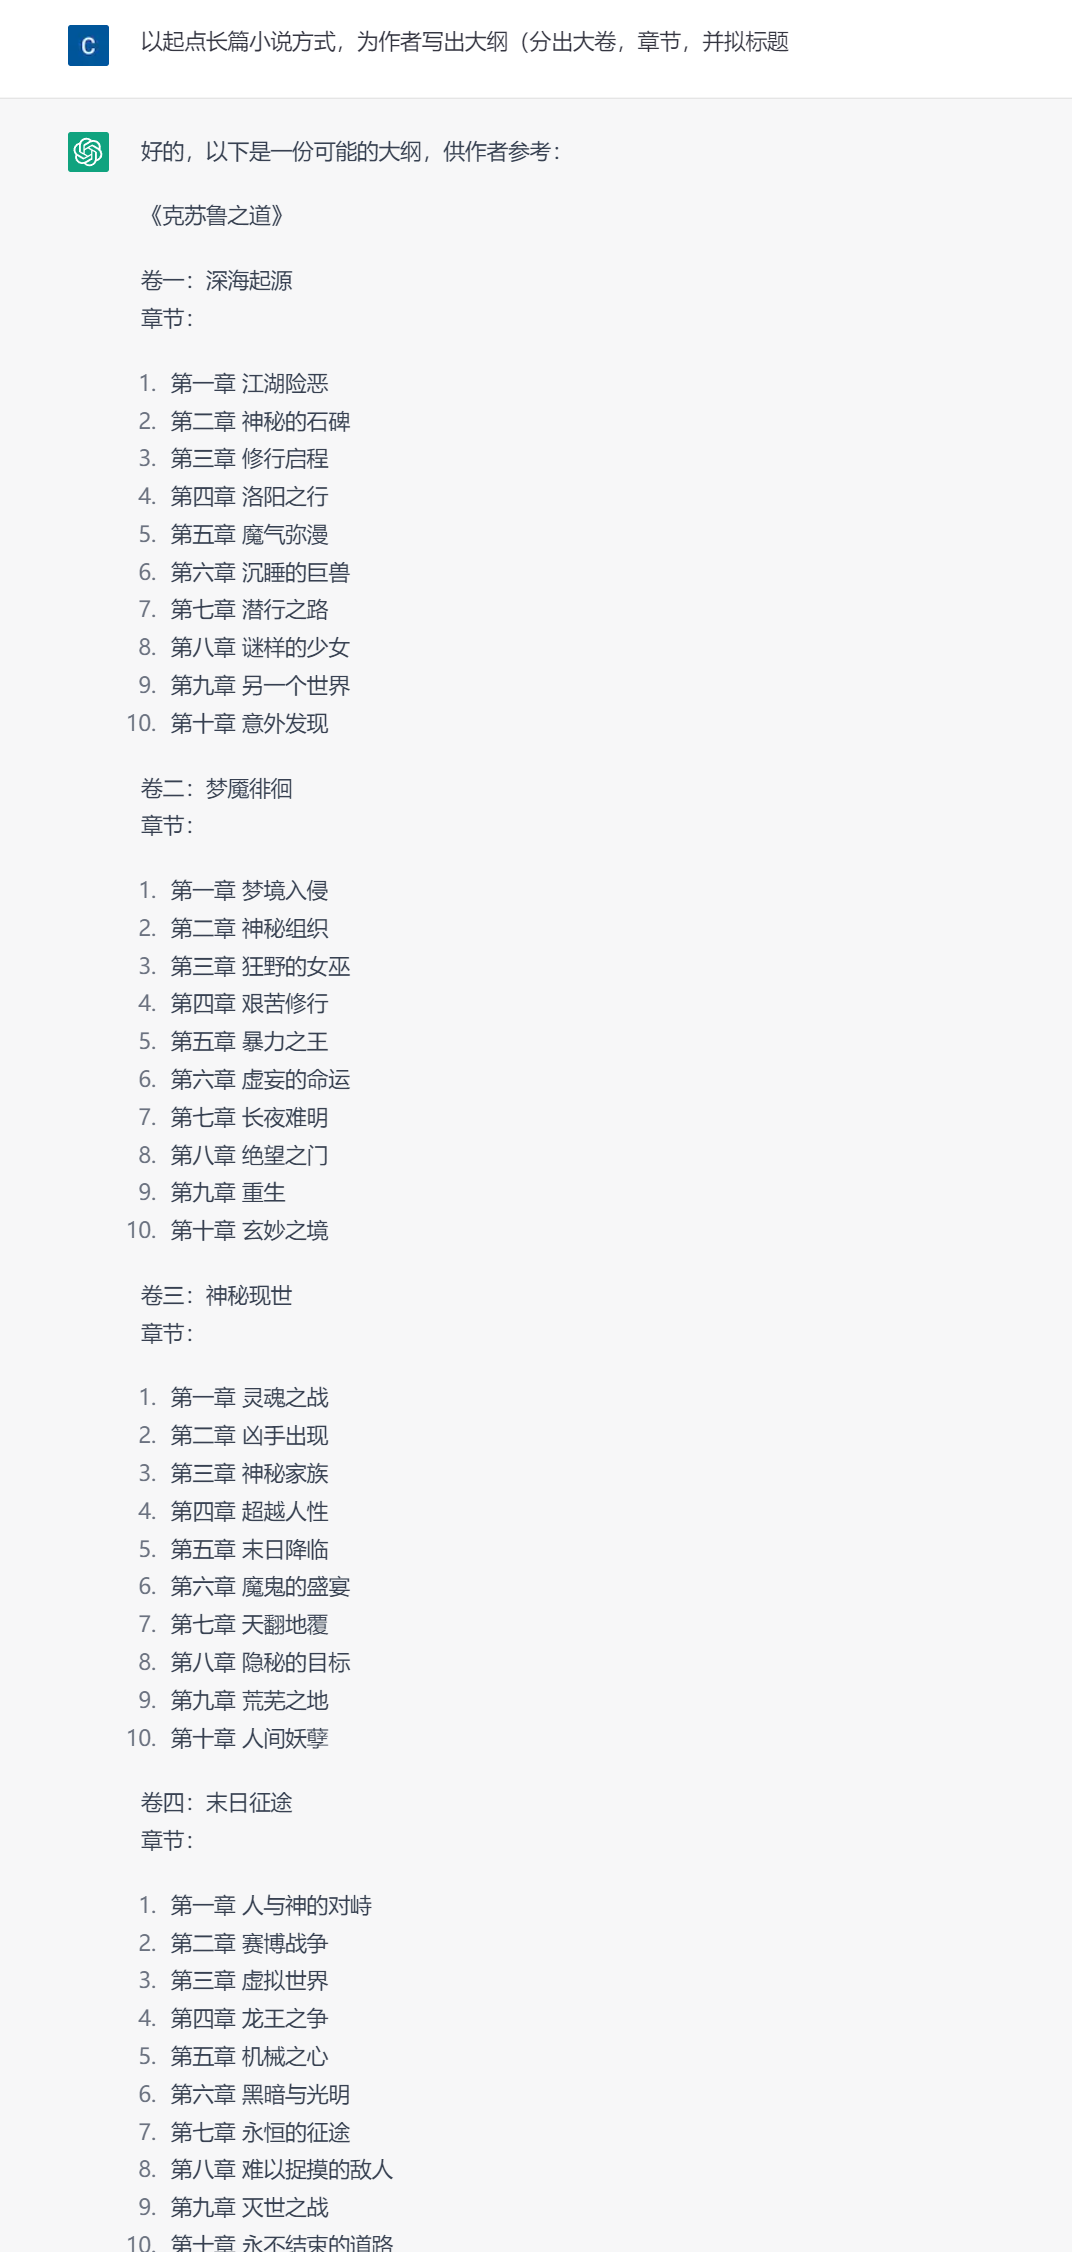 C
以起点长篇小说方式，为作者写出大纲（分出大卷，章节，并拟标题
好的，以下是一份可能的大纲，供作者参考：
《克苏鲁之道》
卷一：深海起源
章节：
1. 第一章 江湖险恶
2. 第二章 神秘的石碑
3. 第三章 修行启程
4. 第四章 洛阳之行
5. 第五章 魔气弥漫
6. 第六章 沉睡的巨兽
7. 第七章 潜行之路
8. 第八章 谜样的少女
9. 第九章 另一个世界
10. 第十章 意外发现
卷二：梦魇徘徊
章节：
1. 第一章 梦境入侵
2. 第二章 神秘组织
3. 第三章 狂野的女巫
4. 第四章 艰苦修行
5. 第五章 暴力之王
6. 第六章 虚妄的命运
7. 第七章 长夜难明
8. 第八章 绝望之门
9. 第九章 重生
10. 第十章 玄妙之境
卷三：神秘现世
章节：
1. 第一章 灵魂之战
2. 第二章 凶手出现
3. 第三章 神秘家族
4. 第四章 超越人性
5. 第五章 末日降临
6. 第六章 魔鬼的盛宴
7. 第七章 天翻地覆
8. 第八章 隐秘的目标
9. 第九章 荒芜之地
10. 第十章 人间妖孽
卷四：末日征途
章节：
1. 第一章 人与神的对峙
2. 第二章 赛博战争
3. 第三章 虚拟世界
4. 第四章 龙王之争
5. 第五章 机械之心
6. 第六章 黑暗与光明
7. 第七章 永恒的征途
8. 第八章 难以捉摸的敌人
9. 第九章 灭世之战
10. 第十章 永不结束的道路